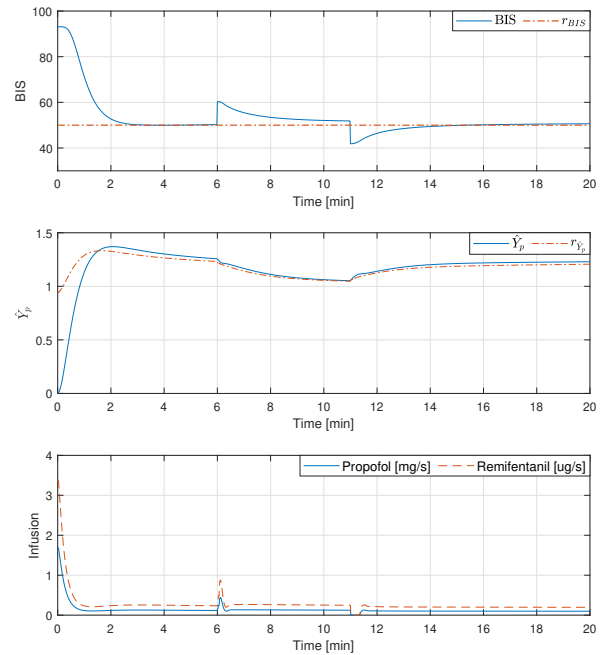 BIS r_BIS
100
80
60
40
BIS
0 2 4 6 8 10 12 14 16 18 20
Time [min]
Ŷ_p r_Ŷ_p
1.5
1
0.5
0
Ŷ_p
0 2 4 6 8 10 12 14 16 18 20
Time [min]
Propofol [mg/s] Remifentanil [ug/s]
4
3
2
1
0
Infusion
0 2 4 6 8 10 12 14 16 18 20
Time [min]